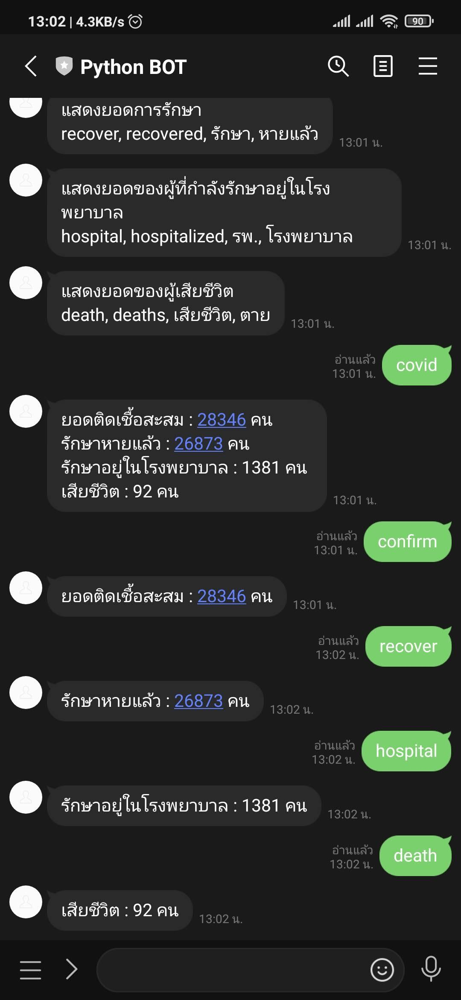 13:02 | 4.3KB/s
90
Python BOT
แสดงยอดการรักษา
recover, recovered, รักษา, หายแล้ว
13:01 น.
แสดงยอดของผู้ที่กำลังรักษาอยู่ในโรง
พยาบาล
hospital, hospitalized, รพ., โรงพยาบาล
13:01 น.
แสดงยอดของผู้เสียชีวิต
death, deaths, เสียชีวิต, ตาย
13:01 น.
อ่านแล้ว
13:01 น.
covid
ยอดติดเชื้อสะสม : 28346 คน
รักษาหายแล้ว : 26873 คน
รักษาอยู่ในโรงพยาบาล : 1381 คน
เสียชีวิต : 92 คน
13:01 น.
อ่านแล้ว
13:01 น.
confirm
ยอดติดเชื้อสะสม : 28346 คน
13:01 น.
อ่านแล้ว
13:02 น.
recover
รักษาหายแล้ว : 26873 คน
13:02 น.
อ่านแล้ว
13:02 น.
hospital
รักษาอยู่ในโรงพยาบาล : 1381 คน
13:02 น.
อ่านแล้ว
13:02 น.
death
เสียชีวิต : 92 คน
13:02 น.